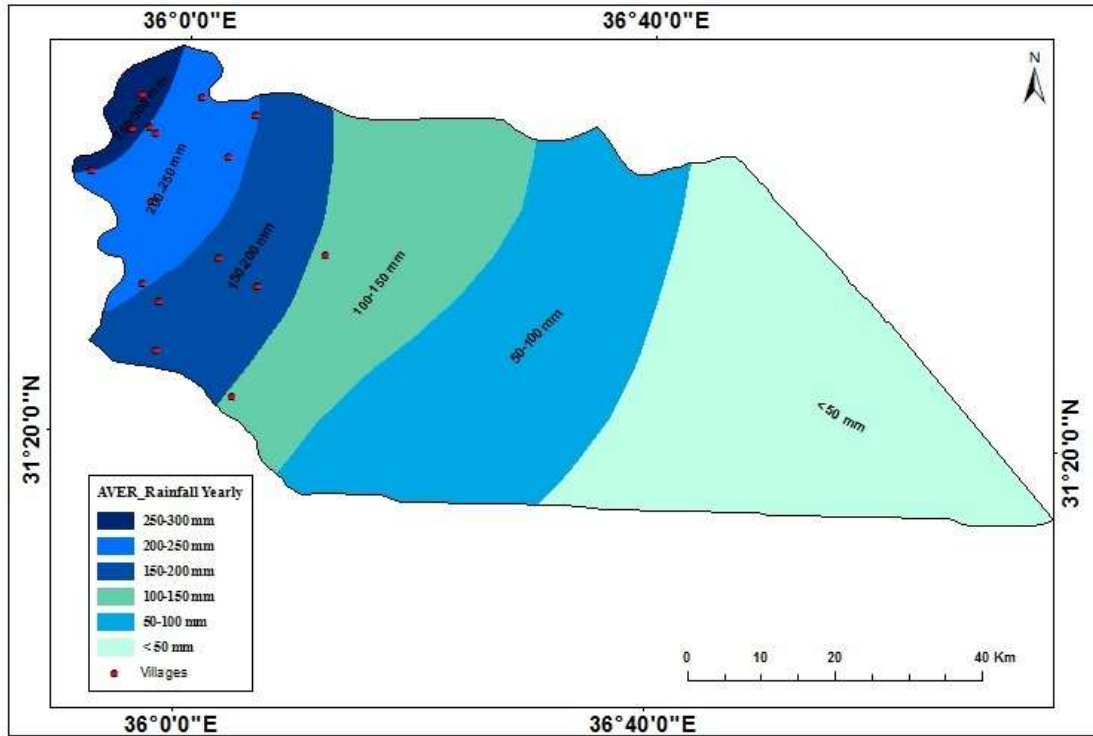 36°0'0"E
36°40'0"E
N
250-300 mm
200-250 mm
150-200 mm
100-150 mm
50-100 mm
<50 mm
31°20'0"N
31°20'0"N
AVER_Rainfall Yearly
250-300 mm
200-250 mm
150-200 mm
100-150 mm
50-100 mm
< 50 mm
Villages
0 10 20 40 Km
36°0'0"E
36°40'0"E